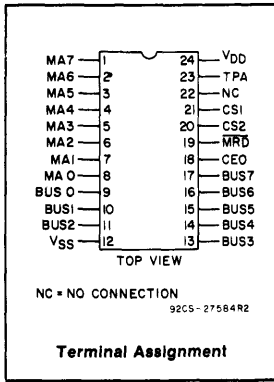 MA7 1 24 VDD
MA6 2 23 TPA
MA5 3 22 NC
MA4 4 21 CS1
MA3 5 20 CS2
MA2 6 19 MRD
MA1 7 18 CEO
MA0 8 17 BUS7
BUS 0 9 16 BUS6
BUS1 10 15 BUS5
BUS2 11 14 BUS4
VSS 12 13 BUS3
TOP VIEW
NC = NO CONNECTION
92CS-27584R2
Terminal Assignment